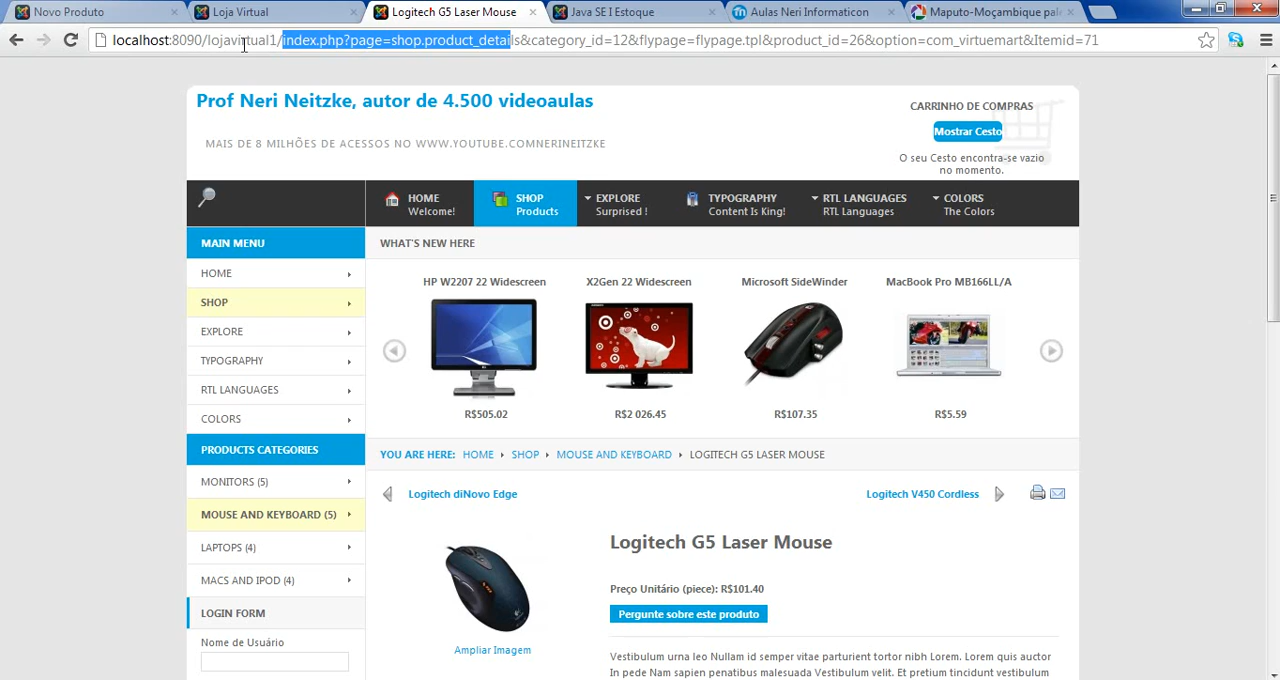 Novo Produto
Loja Virtual
Logitech G5 Laser Mouse
Java SE I Estoque
Aulas Neri Informaticon
Maputo-Moçambique pale
localhost:8090/lojavirtual1/index.php?page=shop.product_details&category_id=12&flypage=flypage.tpl&product_id=26&option=com_virtuemart&Itemid=71
Prof Neri Neitzke, autor de 4.500 videoaulas
MAIS DE 8 MILHÕES DE ACESSOS NO WWW.YOUTUBE.COMNERINEITZKE
CARRINHO DE COMPRAS
Mostrar Cesto
O seu Cesto encontra-se vazio
no momento.
HOME
Welcome!
SHOP
Products
EXPLORE
Surprised !
TYPOGRAPHY
Content Is King!
RTL LANGUAGES
RTL Languages
COLORS
The Colors
MAIN MENU
HOME
SHOP
EXPLORE
TYPOGRAPHY
RTL LANGUAGES
COLORS
PRODUCTS CATEGORIES
MONITORS (5)
MOUSE AND KEYBOARD (5)
LAPTOPS (4)
MACS AND IPOD (4)
LOGIN FORM
Nome de Usuário
WHAT'S NEW HERE
HP W2207 22 Widescreen
X2Gen 22 Widescreen
Microsoft SideWinder
MacBook Pro MB166LL/A
R$505.02
R$2 026.45
R$107.35
R$5.59
YOU ARE HERE: HOME SHOP MOUSE AND KEYBOARD LOGITECH G5 LASER MOUSE
Logitech diNovo Edge
Logitech V450 Cordless
Logitech G5 Laser Mouse
Preço Unitário (piece): R$101.40
Pergunte sobre este produto
Ampliar Imagem
Vestibulum urna leo Nullam id semper vitae parturient tortor nibh Lorem. Lorem quis auctor
In pede Nam sapien penatibus malesuada Vestibulum velit. Et pretium tincidunt vestibulum